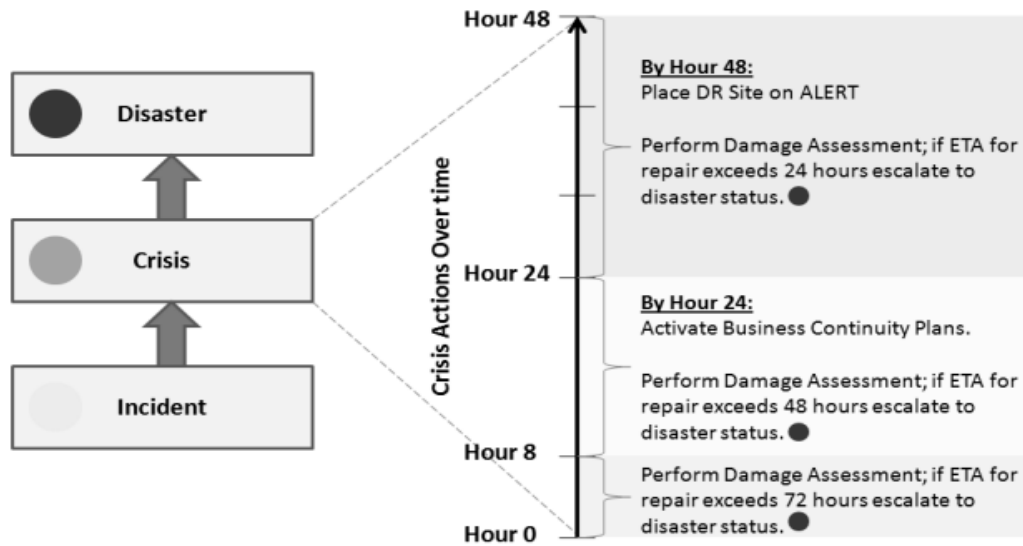 Disaster
Crisis
Incident
Crisis Actions Over time
Hour 48
Hour 24
Hour 8
Hour 0
By Hour 48:
Place DR Site on ALERT
Perform Damage Assessment; if ETA for
repair exceeds 24 hours escalate to
disaster status.
By Hour 24:
Activate Business Continuity Plans.
Perform Damage Assessment; if ETA for
repair exceeds 48 hours escalate to
disaster status.
Perform Damage Assessment; if ETA for
repair exceeds 72 hours escalate to
disaster status.